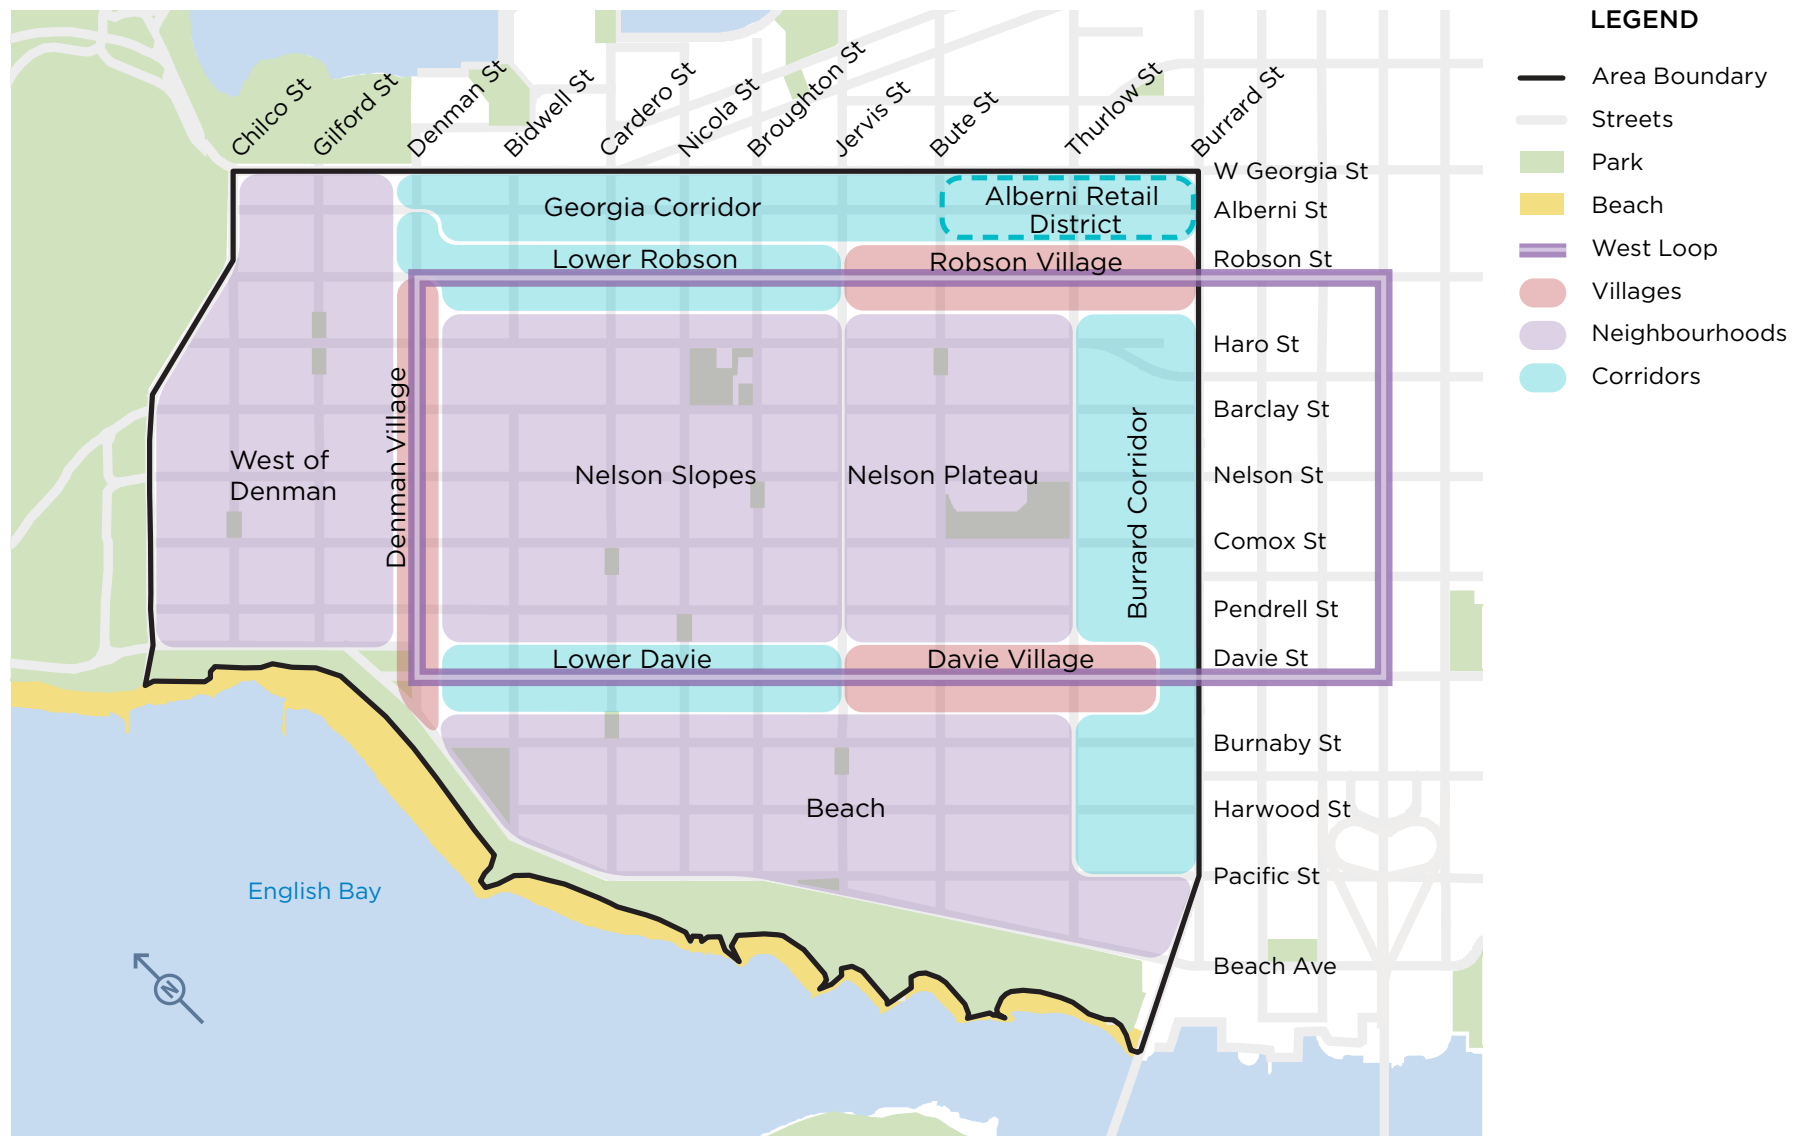 LEGEND
Area Boundary
Streets
Park
Beach
West Loop
Villages
Neighbourhoods
Corridors
Chilco St
Gilford St
Denman St
Bidwell St
Cardero St
Nicola St
Broughton St
Jervis St
Bute St
Thurlow St
Burrard St
W Georgia St
Alberni St
Robson St
Haro St
Barclay St
Nelson St
Comox St
Pendrell St
Davie St
Burnaby St
Harwood St
Pacific St
Beach Ave
Georgia Corridor
Alberni Retail
District
Lower Robson
Robson Village
West of
Denman
Denman Village
Nelson Slopes
Nelson Plateau
Burrard Corridor
Lower Davie
Davie Village
Beach
English Bay
N